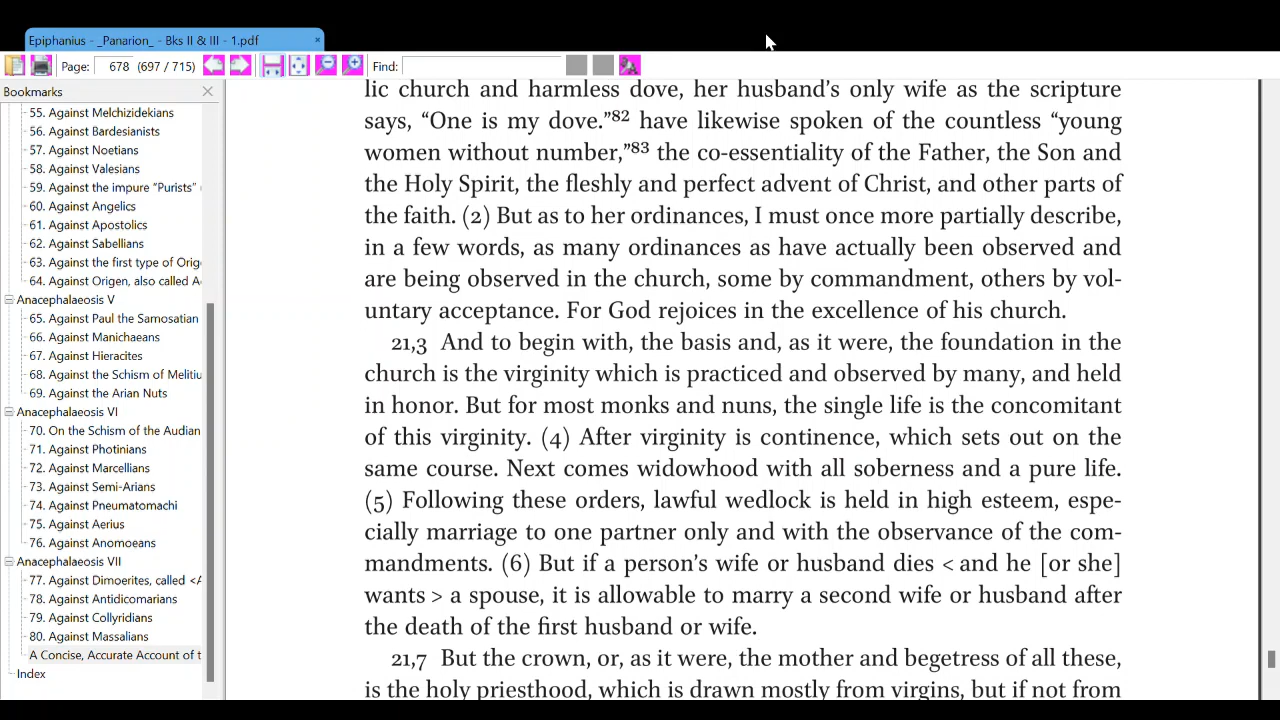 Epiphanius - _Panarion_ - Bks II & III - 1.pdf
Page: 678 (697 / 715) Find:
Bookmarks
55. Against Melchizidekians
56. Against Bardesianists
57. Against Noetians
58. Against Valesians
59. Against the impure "Purists"
60. Against Angelics
61. Against Apostolics
62. Against Sabellians
63. Against the first type of Orig
64. Against Origen, also called A
Anacephalaeosis V
65. Against Paul the Samosatian
66. Against Manichaeans
67. Against Hieracites
68. Against the Schism of Melitiu
69. Against the Arian Nuts
Anacephalaeosis VI
70. On the Schism of the Audian
71. Against Photinians
72. Against Marcellians
73. Against Semi-Arians
74. Against Pneumatomachi
75. Against Aerius
76. Against Anomoeans
Anacephalaeosis VII
77. Against Dimoerites, called <A
78. Against Antidicomarians
79. Against Collyridians
80. Against Massalians
A Concise, Accurate Account of t
Index
lic church and harmless dove, her husband's only wife as the scripture
says, “One is my dove.”82 have likewise spoken of the countless “young
women without number,”83 the co-essentiality of the Father, the Son and
the Holy Spirit, the fleshly and perfect advent of Christ, and other parts of
the faith. (2) But as to her ordinances, I must once more partially describe,
in a few words, as many ordinances as have actually been observed and
are being observed in the church, some by commandment, others by vol-
untary acceptance. For God rejoices in the excellence of his church.
21,3 And to begin with, the basis and, as it were, the foundation in the
church is the virginity which is practiced and observed by many, and held
in honor. But for most monks and nuns, the single life is the concomitant
of this virginity. (4) After virginity is continence, which sets out on the
same course. Next comes widowhood with all soberness and a pure life.
(5) Following these orders, lawful wedlock is held in high esteem, espe-
cially marriage to one partner only and with the observance of the com-
mandments. (6) But if a person's wife or husband dies < and he [or she]
wants > a spouse, it is allowable to marry a second wife or husband after
the death of the first husband or wife.
21,7 But the crown, or, as it were, the mother and begetress of all these,
is the holy priesthood, which is drawn mostly from virgins, but if not from